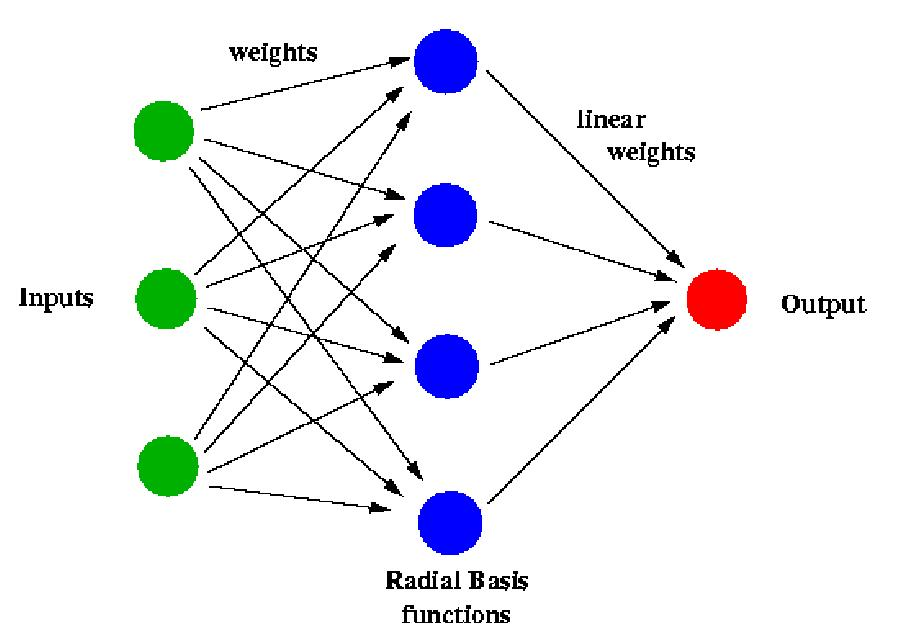 weights
linear
weights
Inputs
Output
Radial Basis
functions